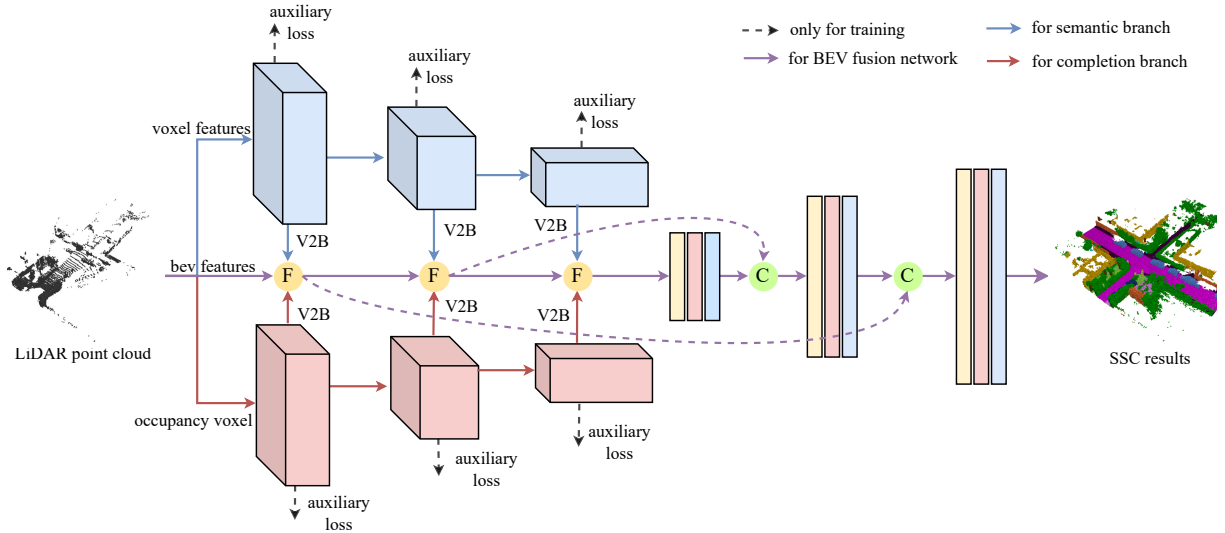 auxiliary
loss
only for training
for semantic branch
for BEV fusion network
for completion branch
auxiliary
loss
auxiliary
loss
voxel features
V2B
V2B
V2B
bev features
F
F
F
C
C
V2B
V2B
V2B
LiDAR point cloud
SSC results
occupancy voxel
auxiliary
loss
auxiliary
loss
auxiliary
loss